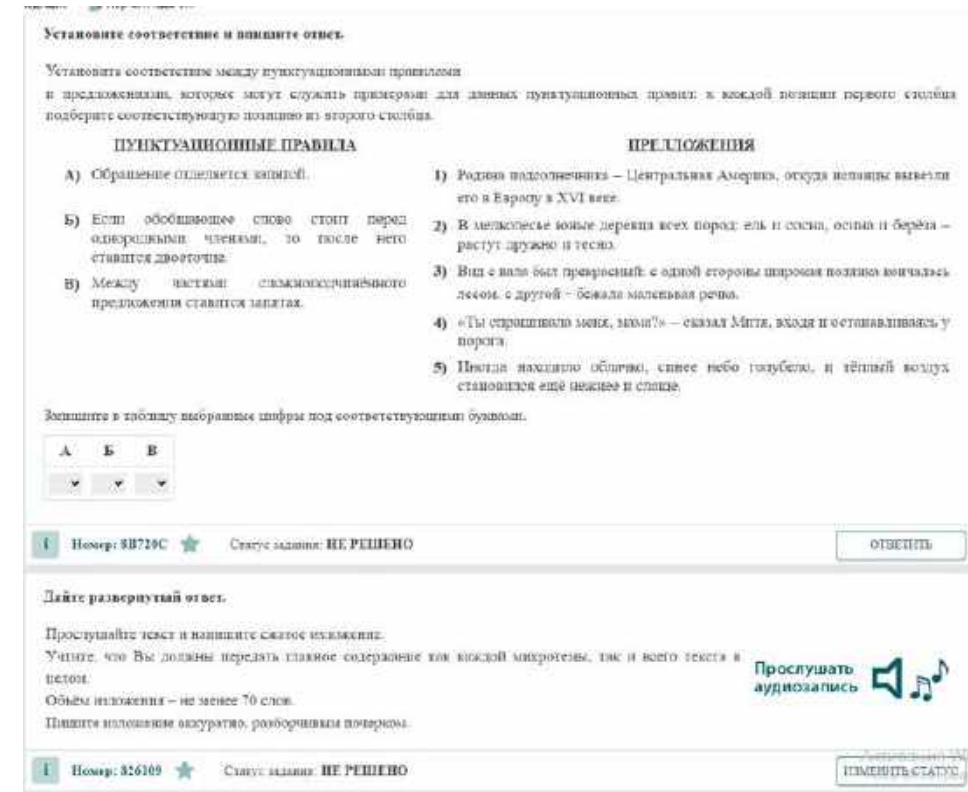 Установите соответствие и впишите ответ.
Установите соответствие между пунктуационными правилами
и предложениями, которые могут служить примерами для данных пунктуационных правил: к каждой позиции первого столбца
подберите соответствующую позицию из второго столбца.
ПУНКТУАЦИОННЫЕ ПРАВИЛА
А) Обращение отделяется запятой.
Б) Если обобщающее слово стоит перед
однородными членами, то после него
ставится двоеточие.
В) Между частями сложносочинённого
предложения ставится запятая.
ПРЕДЛОЖЕНИЯ
1) Родина подсолнечника – Центральная Америка, откуда испанцы вывезли
его в Европу в XVI веке.
2) В мелколесье юные деревца всех пород: ель и сосна, осина и берёза –
растут дружно и тесно.
3) Вид с вала был прекрасный: с одной стороны широкая поляна кончалась
лесом, с другой – бежала маленькая речка.
4) «Ты спрашивала меня, мама?» – сказал Митя, входя и останавливаясь у
порога.
5) Иногда находило облачко, синее небо голубело, и тёплый воздух
становился ещё нежнее и слаще.
Запишите в таблицу выбранные цифры под соответствующими буквами.
А Б В
i Номер: 8B720C Статус задания: НЕ РЕШЕНО ОТВЕТИТЬ
Дайте развернутый ответ.
Прослушайте текст и напишите сжатое изложение.
Учтите, что Вы должны передать главное содержание как каждой микротемы, так и всего текста в
целом.
Объём изложения – не менее 70 слов.
Пишите изложение аккуратно, разборчивым почерком.
Прослушать
аудиозапись
i Номер: 826109 Статус задания: НЕ РЕШЕНО ИЗМЕНИТЬ СТАТУС